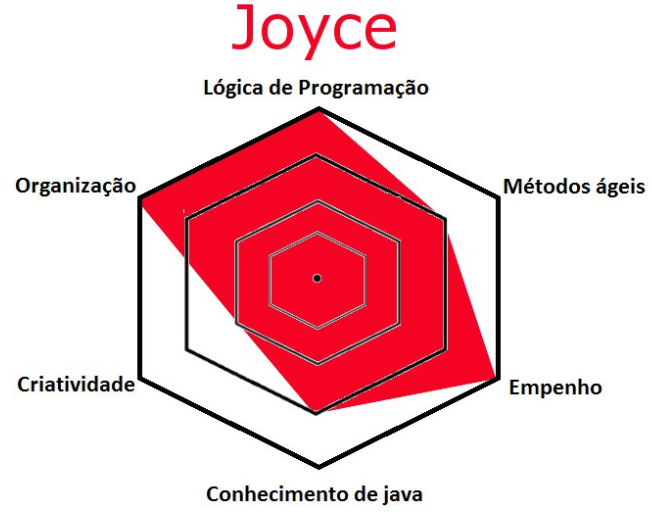 Joyce
Lógica de Programação
Organização
Métodos ágeis
Criatividade
Empenho
Conhecimento de java